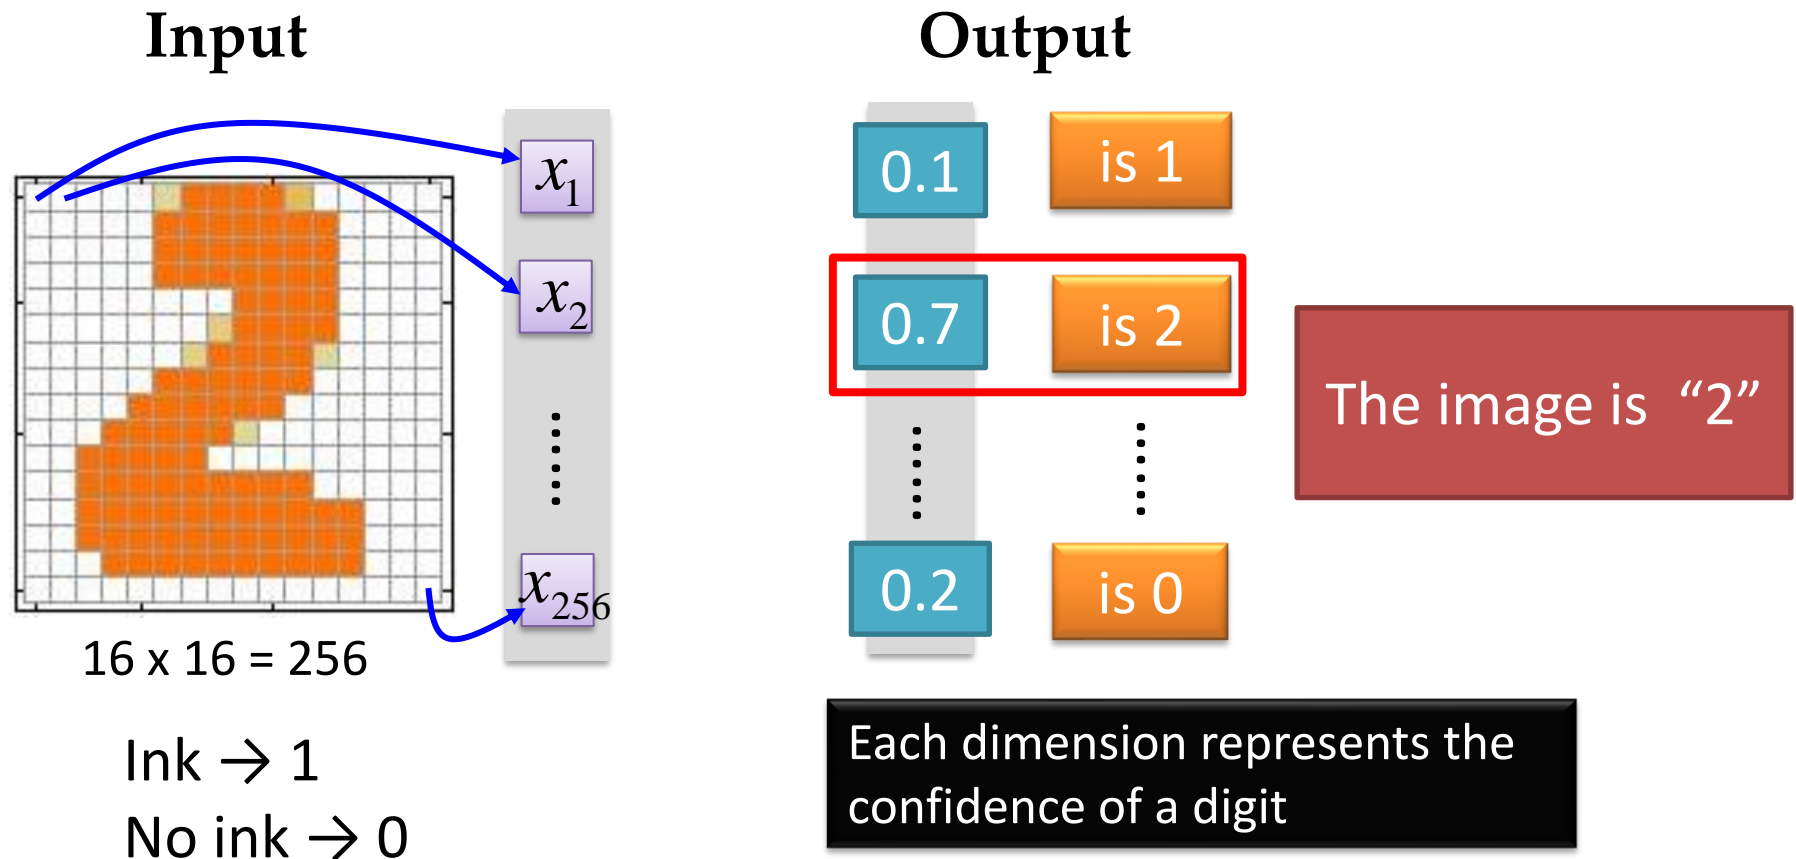 Input
Output
x1
x2
x256
16 x 16 = 256
Ink → 1
No ink → 0
0.1 is 1
0.7 is 2
0.2 is 0
The image is “2”
Each dimension represents the
confidence of a digit